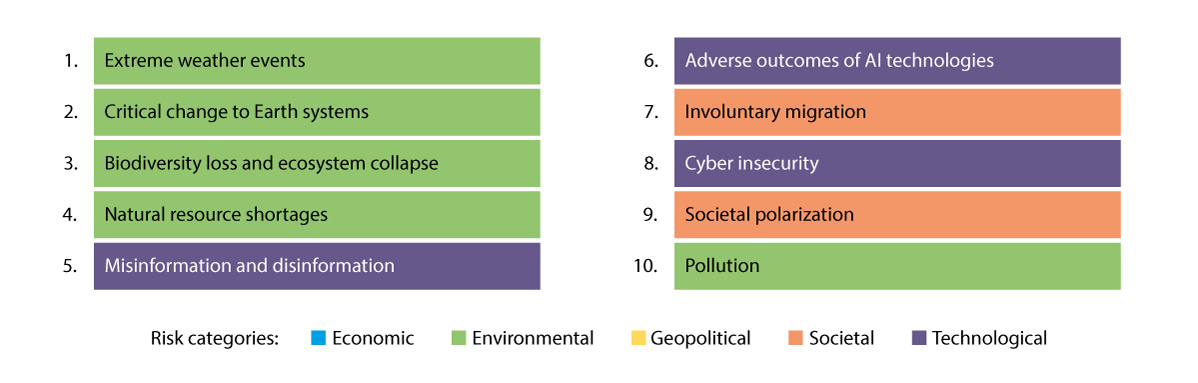 1. Extreme weather events
2. Critical change to Earth systems
3. Biodiversity loss and ecosystem collapse
4. Natural resource shortages
5. Misinformation and disinformation
6. Adverse outcomes of AI technologies
7. Involuntary migration
8. Cyber insecurity
9. Societal polarization
10. Pollution
Risk categories: Economic Environmental Geopolitical Societal Technological